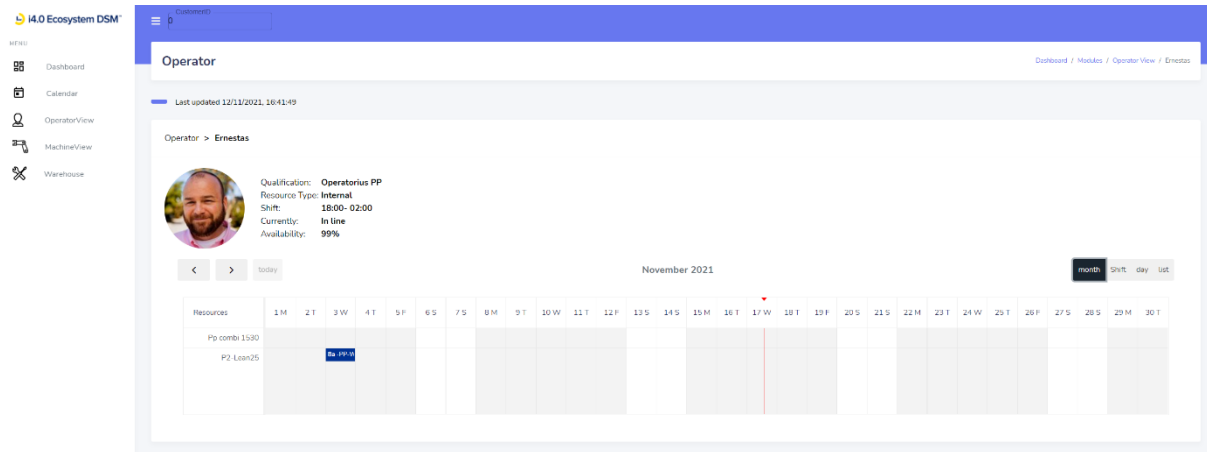 i4.0 Ecosystem DSM™
MENU
Dashboard
Calendar
OperatorView
MachineView
Warehouse
CustomerID
0
Operator
Dashboard / Modules / Operator View / Ernestas
Last updated 12/11/2021, 16:41:49
Operator > Ernestas
Qualification: Operatorius PP
Resource Type: Internal
Shift: 18:00- 02:00
Currently: In line
Availability: 99%
today
November 2021
month Shift day list
Resources 1 M 2 T 3 W 4 T 5 F 6 S 7 S 8 M 9 T 10 W 11 T 12 F 13 S 14 S 15 M 16 T 17 W 18 T 19 F 20 S 21 S 22 M 23 T 24 W 25 T 26 F 27 S 28 S 29 M 30 T
Pp combi 1530
P2-Lean25 8a -PP-W